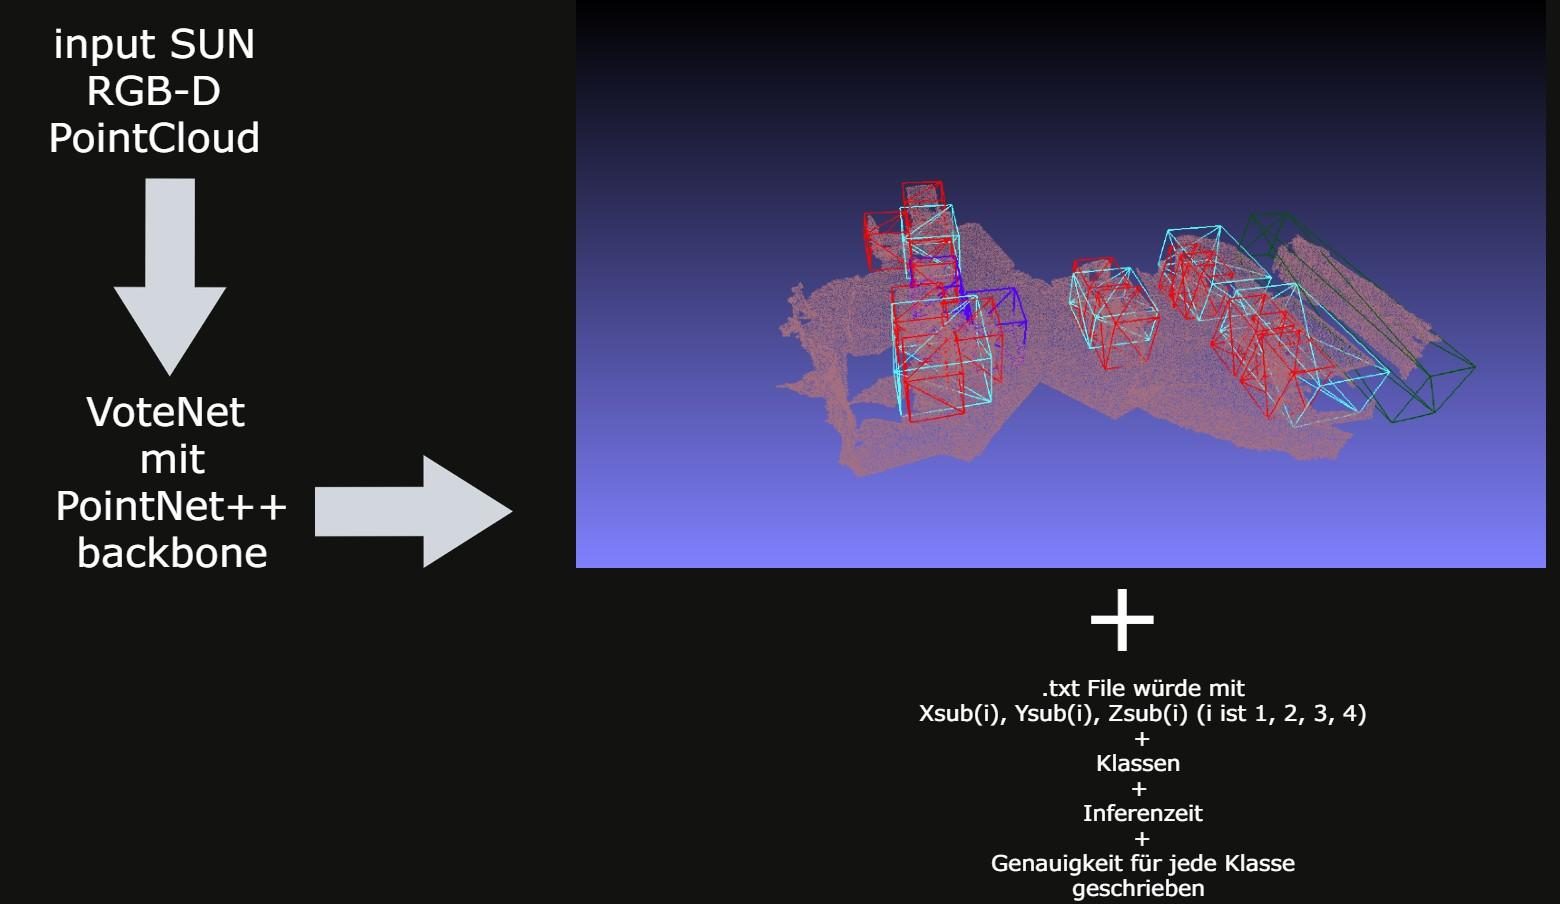 input SUN
RGB-D
PointCloud
VoteNet
mit
PointNet++
backbone
+
.txt File würde mit
Xsub(i), Ysub(i), Zsub(i) (i ist 1, 2, 3, 4)
+
Klassen
+
Inferenzeit
+
Genauigkeit für jede Klasse
geschrieben